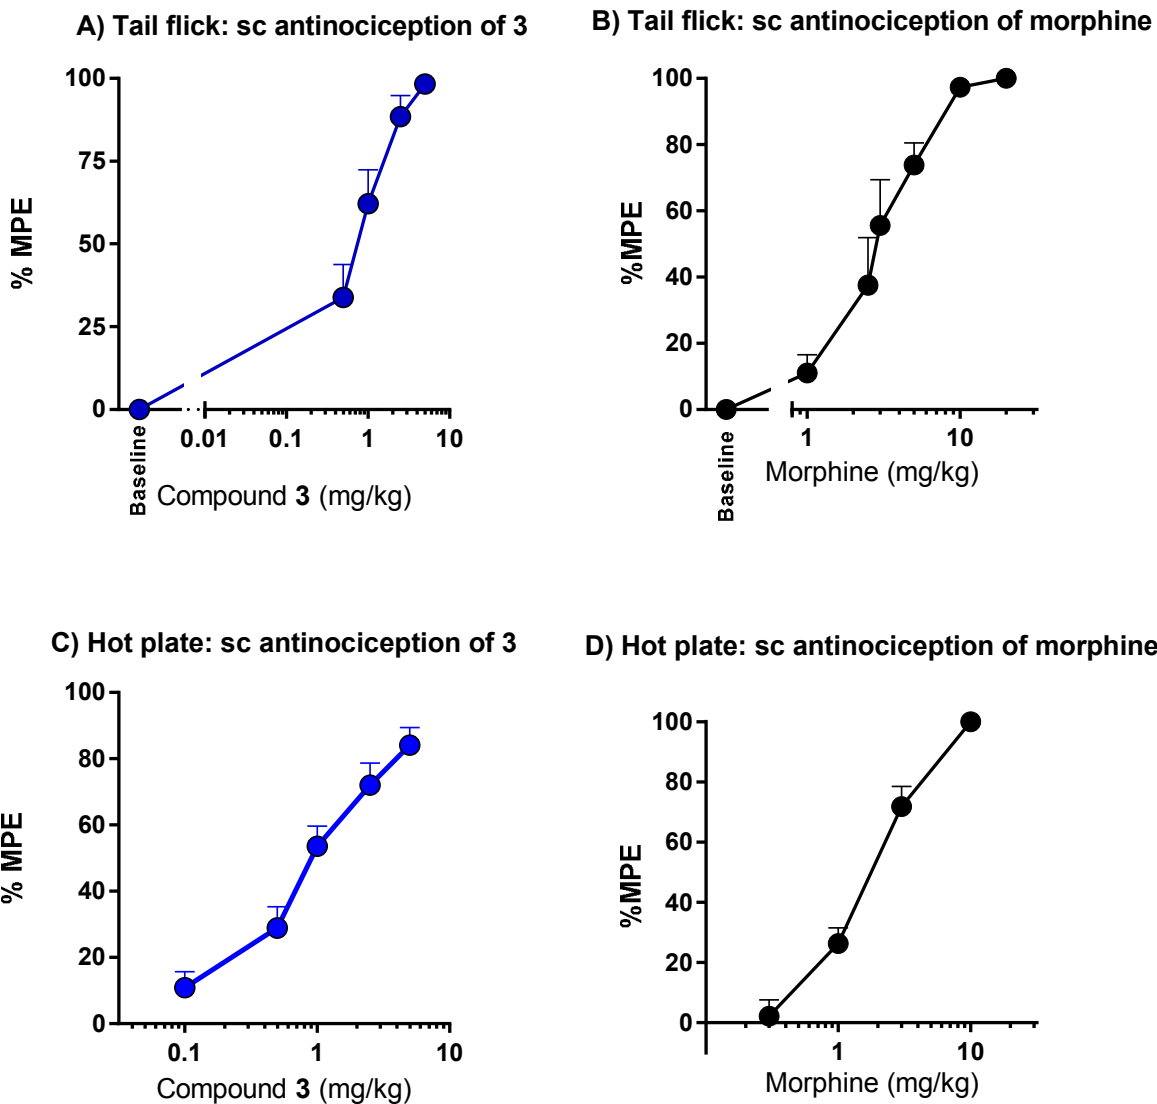 A) Tail flick: sc antinociception of 3
100
75
50
25
0
% MPE
Baseline
0.01
0.1
1
10
Compound 3 (mg/kg)
B) Tail flick: sc antinociception of morphine
100
80
60
40
20
0
%MPE
Baseline
1
10
Morphine (mg/kg)
C) Hot plate: sc antinociception of 3
100
80
60
40
20
0
% MPE
0.1
1
10
Compound 3 (mg/kg)
D) Hot plate: sc antinociception of morphine
100
80
60
40
20
0
%MPE
1
10
Morphine (mg/kg)